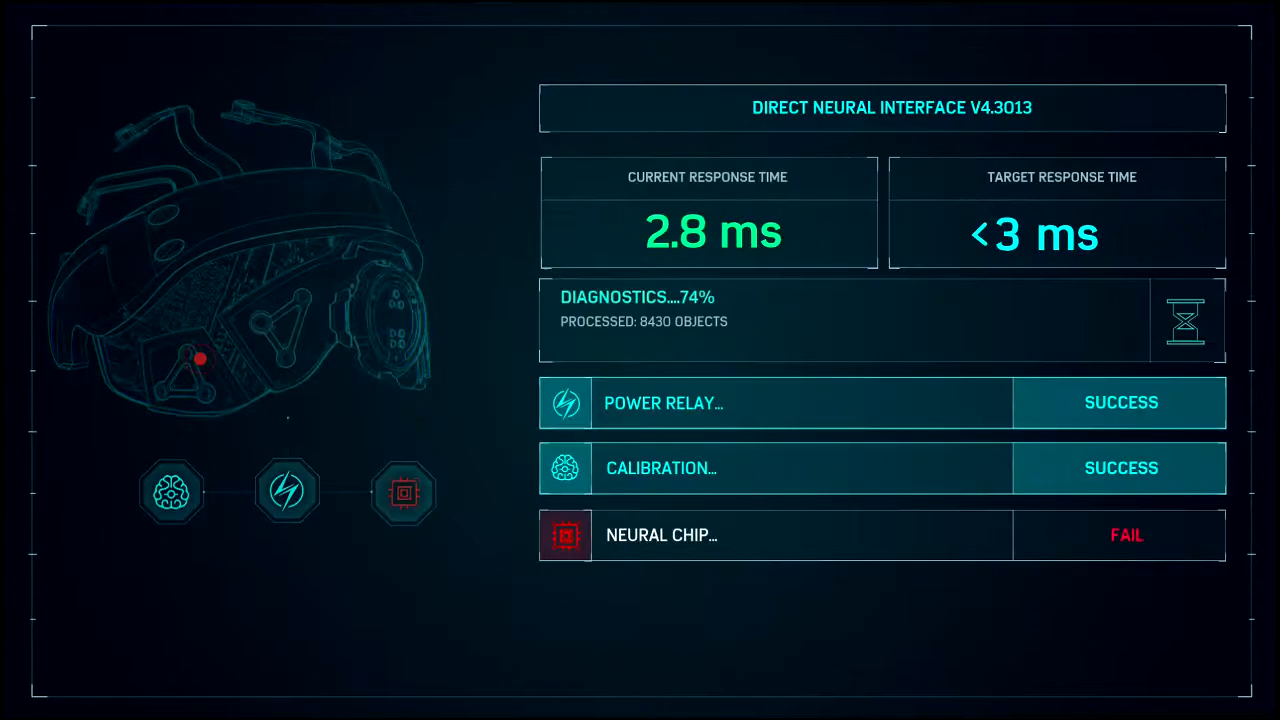 DIRECT NEURAL INTERFACE V4.3013
CURRENT RESPONSE TIME
TARGET RESPONSE TIME
2.8 ms
<3 ms
DIAGNOSTICS....74%
PROCESSED: 8430 OBJECTS
POWER RELAY...
SUCCESS
CALIBRATION...
SUCCESS
NEURAL CHIP...
FAIL